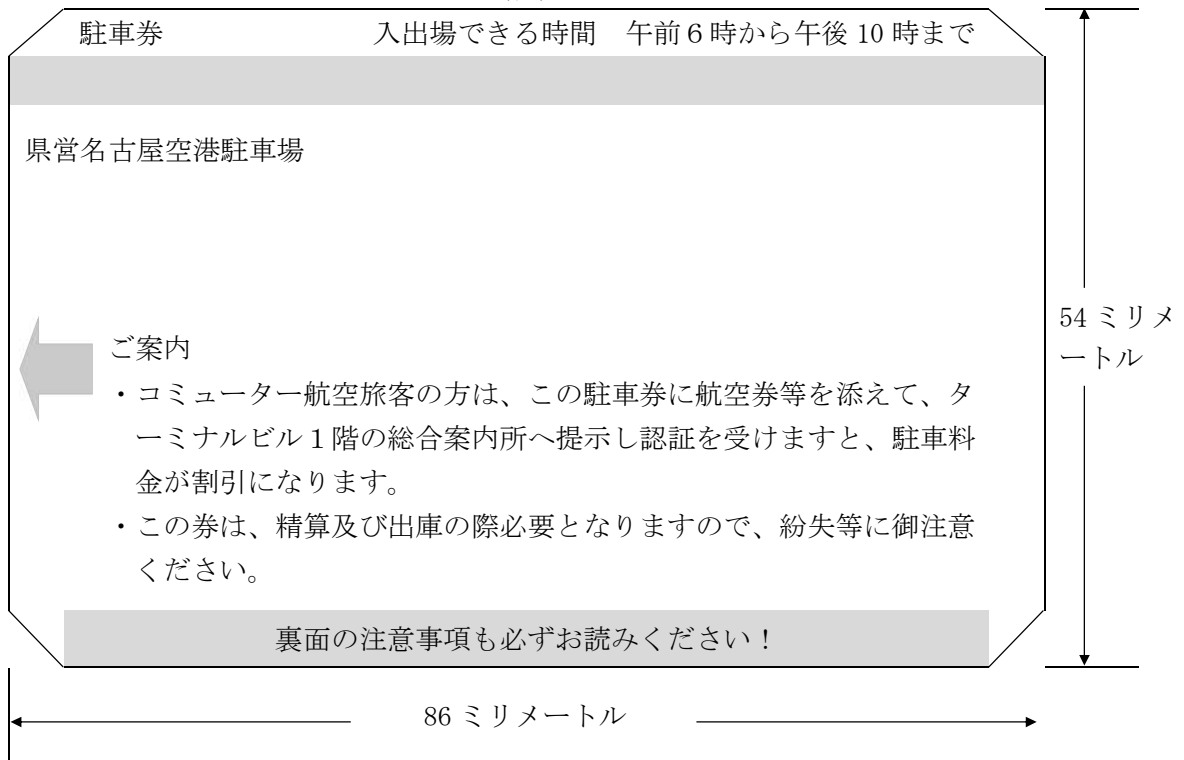 駐車券 入出場できる時間 午前6時から午後10時まで
県営名古屋空港駐車場
ご案内
・コミューター航空旅客の方は、この駐車券に航空券等を添えて、タ
ーミナルビル1階の総合案内所へ提示し認証を受けますと、駐車料
金が割引になります。
・この券は、精算及び出庫の際必要となりますので、紛失等に御注意
ください。
裏面の注意事項も必ずお読みください!
54ミリメ
ートル
86ミリメートル